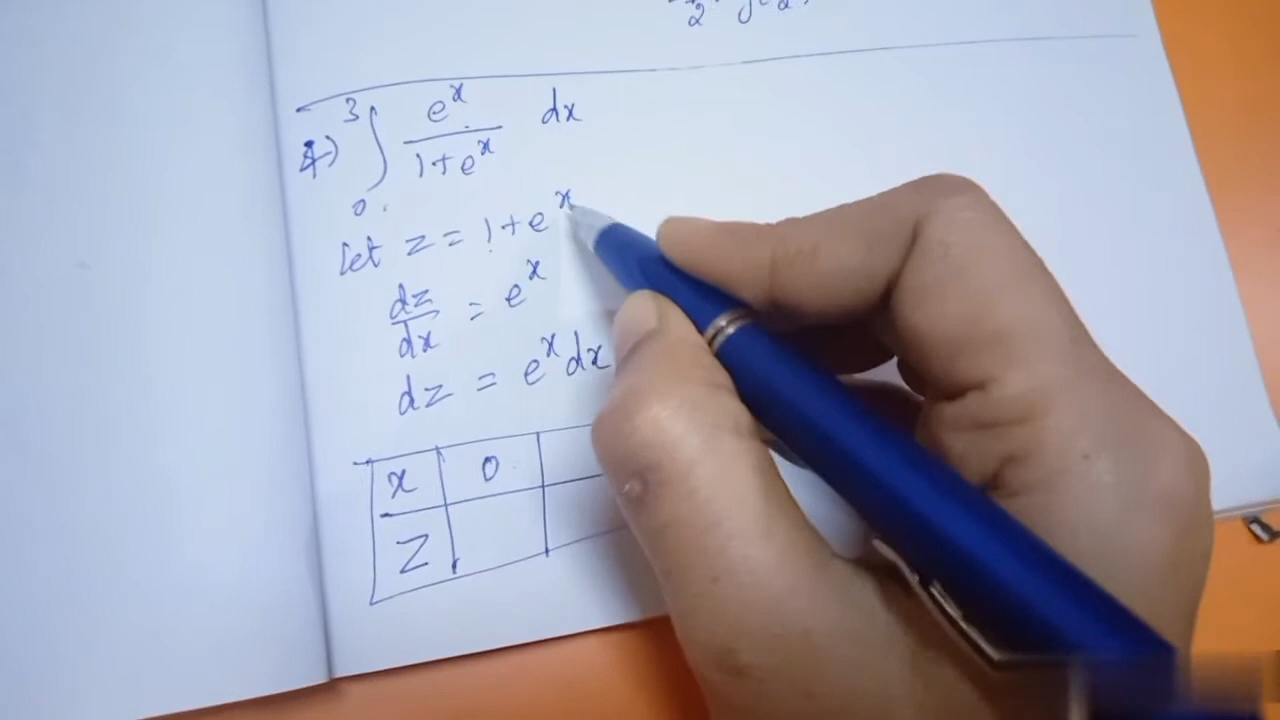 4) ∫₀³ eˣ / (1+eˣ) dx
let z = 1+eˣ
dz/dx = eˣ
dz = eˣ dx
x 0
z